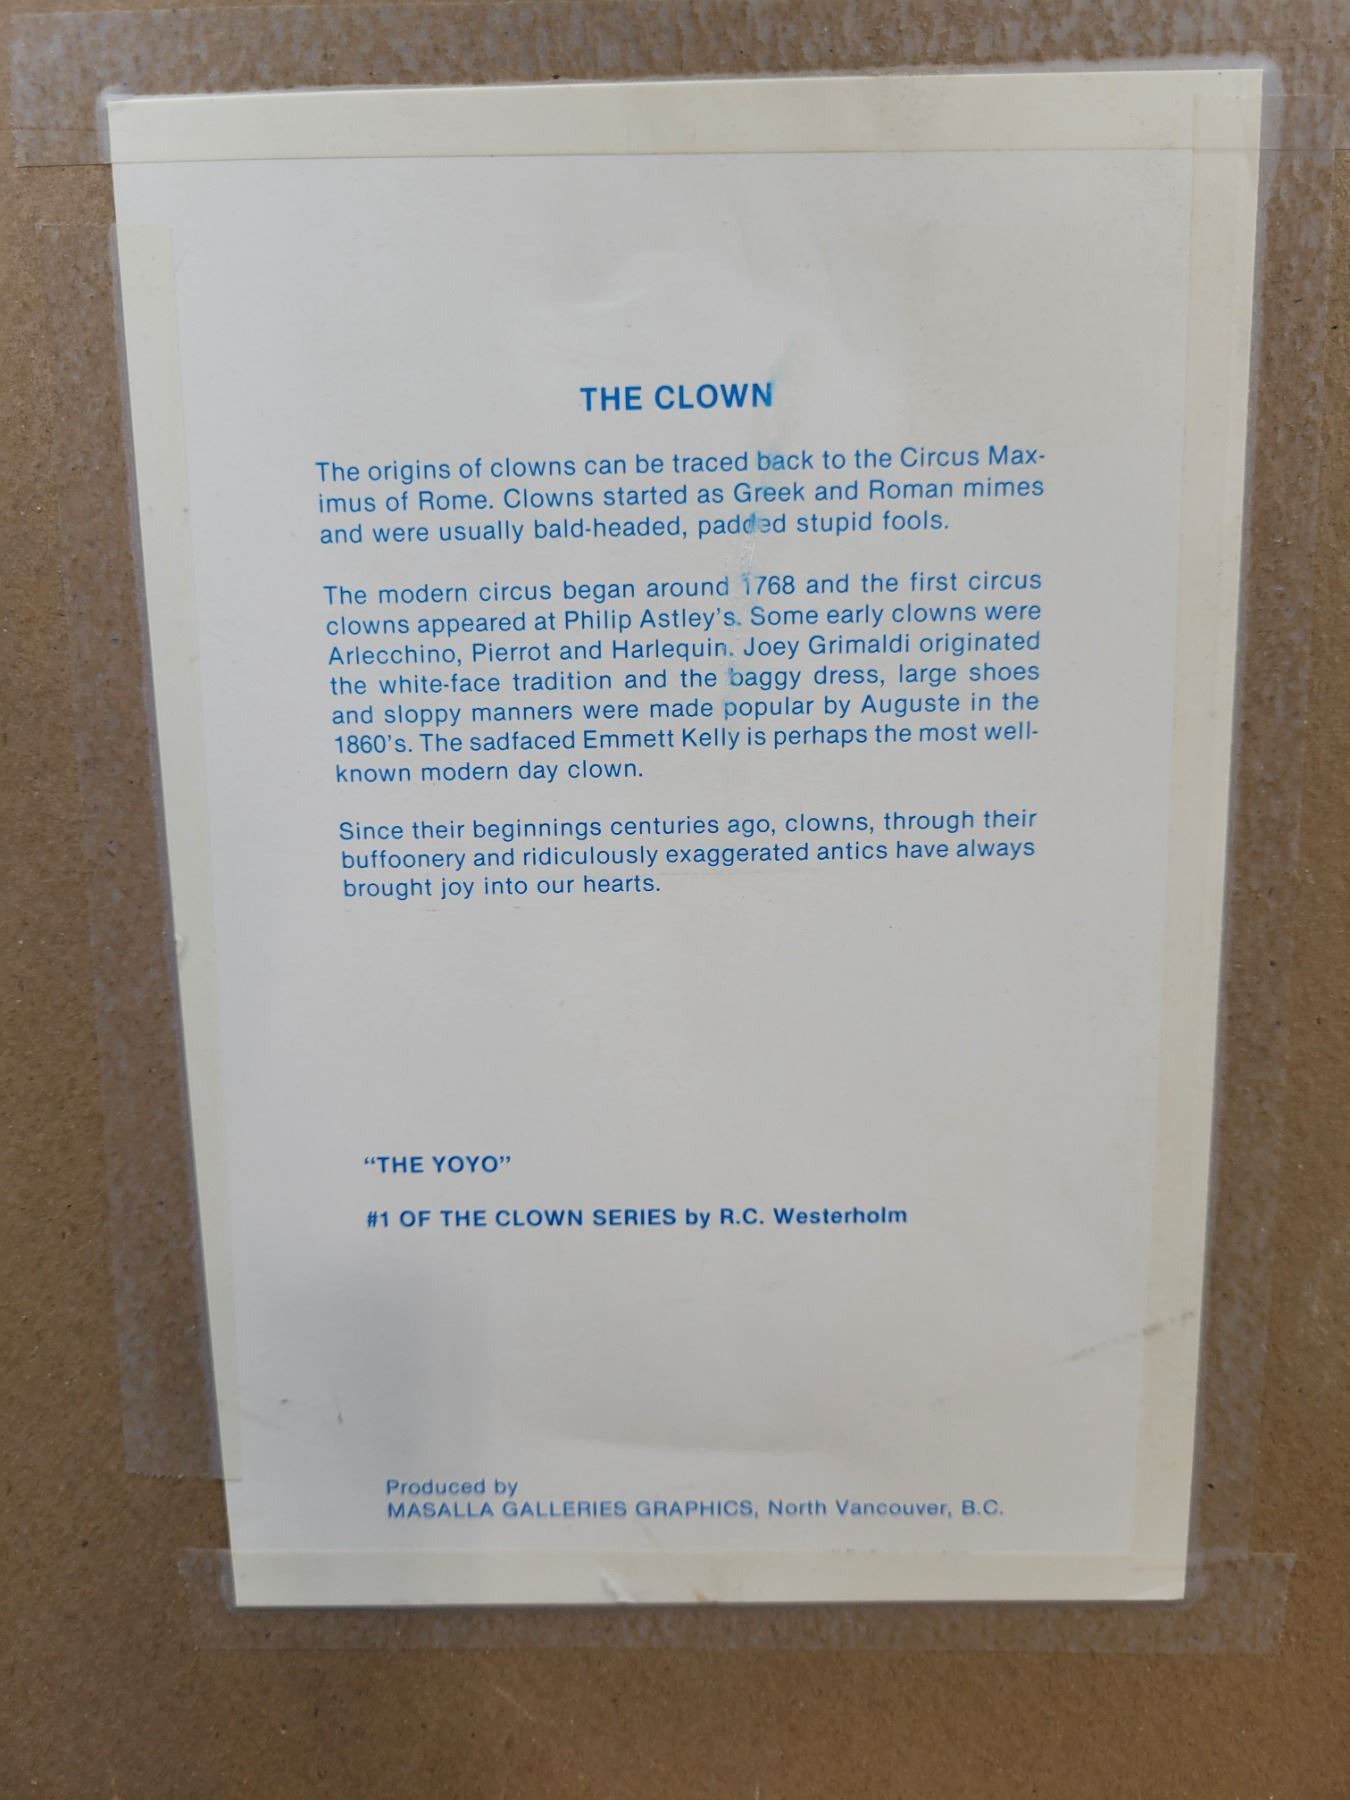 THE CLOWN
The origins of clowns can be traced back to the Circus Max-
imus of Rome. Clowns started as Greek and Roman mimes
and were usually bald-headed, padded stupid fools.
The modern circus began around 1768 and the first circus
clowns appeared at Philip Astley's. Some early clowns were
Arlecchino, Pierrot and Harlequin. Joey Grimaldi originated
the white-face tradition and the baggy dress, large shoes
and sloppy manners were made popular by Auguste in the
1860's. The sadfaced Emmett Kelly is perhaps the most well-
known modern day clown.
Since their beginnings centuries ago, clowns, through their
buffoonery and ridiculously exaggerated antics have always
brought joy into our hearts.
“THE YOYO”
#1 OF THE CLOWN SERIES by R.C. Westerholm
Produced by
MASALLA GALLERIES GRAPHICS, North Vancouver, B.C.